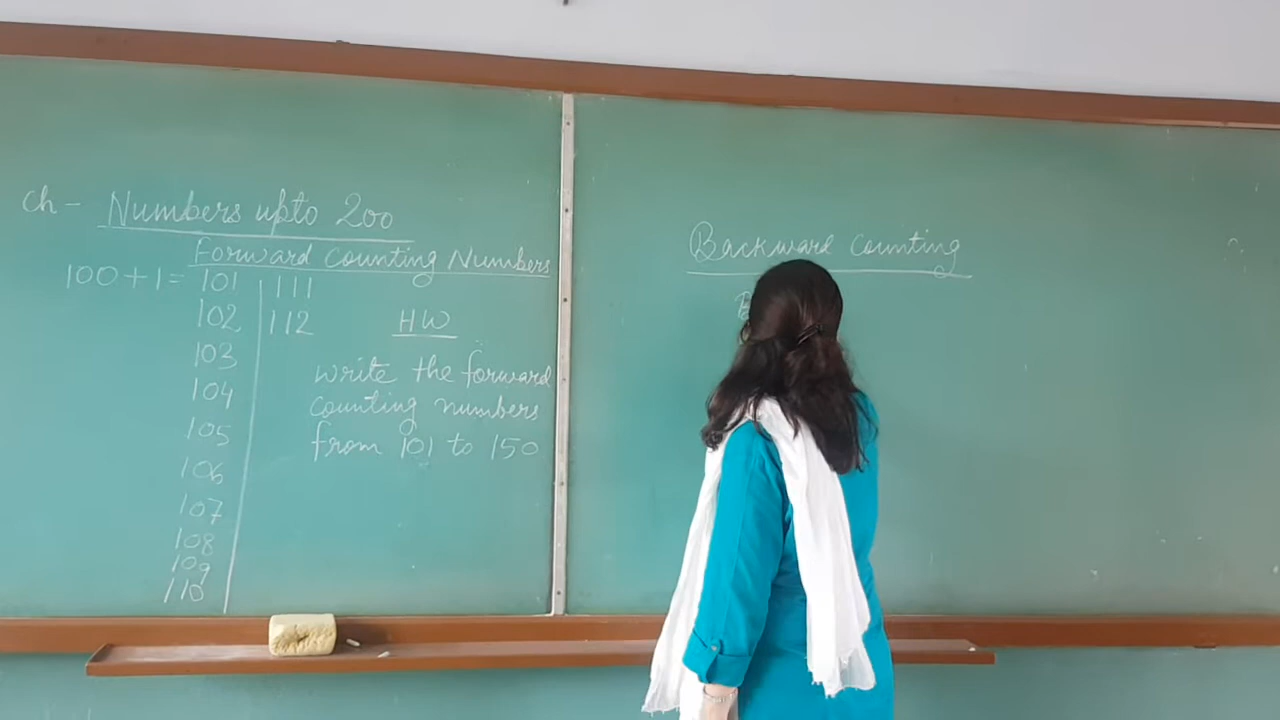 Ch - Numbers upto 200
Forward Counting Numbers
100+1= 101 111
102 112
103
104
105
106
107
108
109
110
HW
write the forward
counting numbers
from 101 to 150
Backward counting